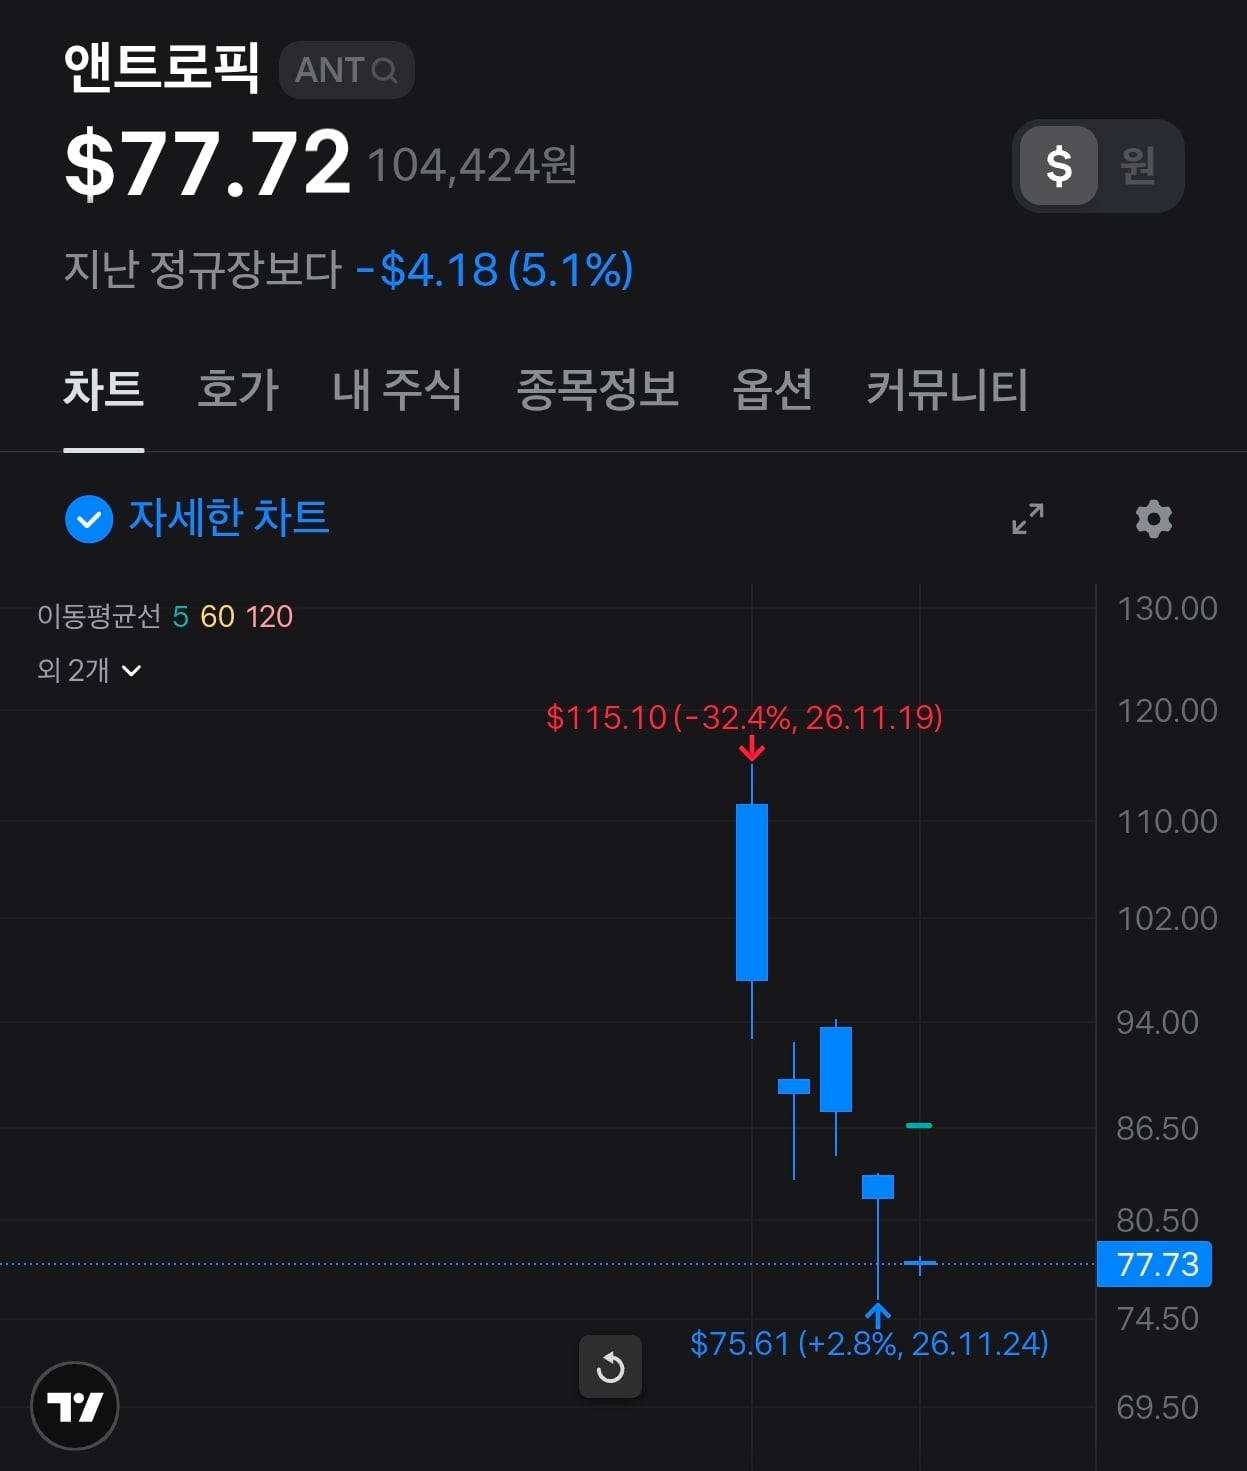 앤트로픽 ANT
$77.72 104,424원
$ 원
지난 정규장보다 -$4.18 (5.1%)
차트 호가 내 주식 종목정보 옵션 커뮤니티
자세한 차트
이동평균선 5 60 120
외 2개
$115.10 (-32.4%, 26.11.19)
$75.61 (+2.8%, 26.11.24)
130.00
120.00
110.00
102.00
94.00
86.50
80.50
77.73
74.50
69.50